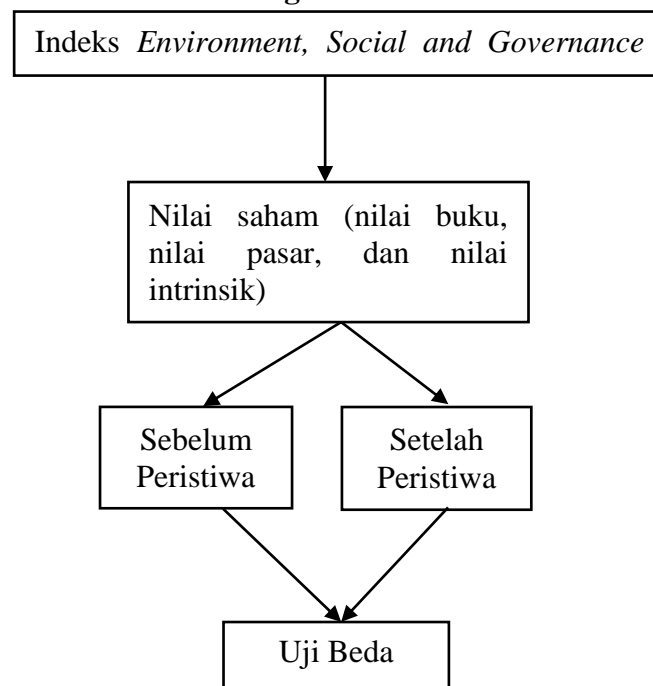 Indeks Environment, Social and Governance
Nilai saham (nilai buku,
nilai pasar, dan nilai
intrinsik)
Sebelum
Peristiwa
Setelah
Peristiwa
Uji Beda